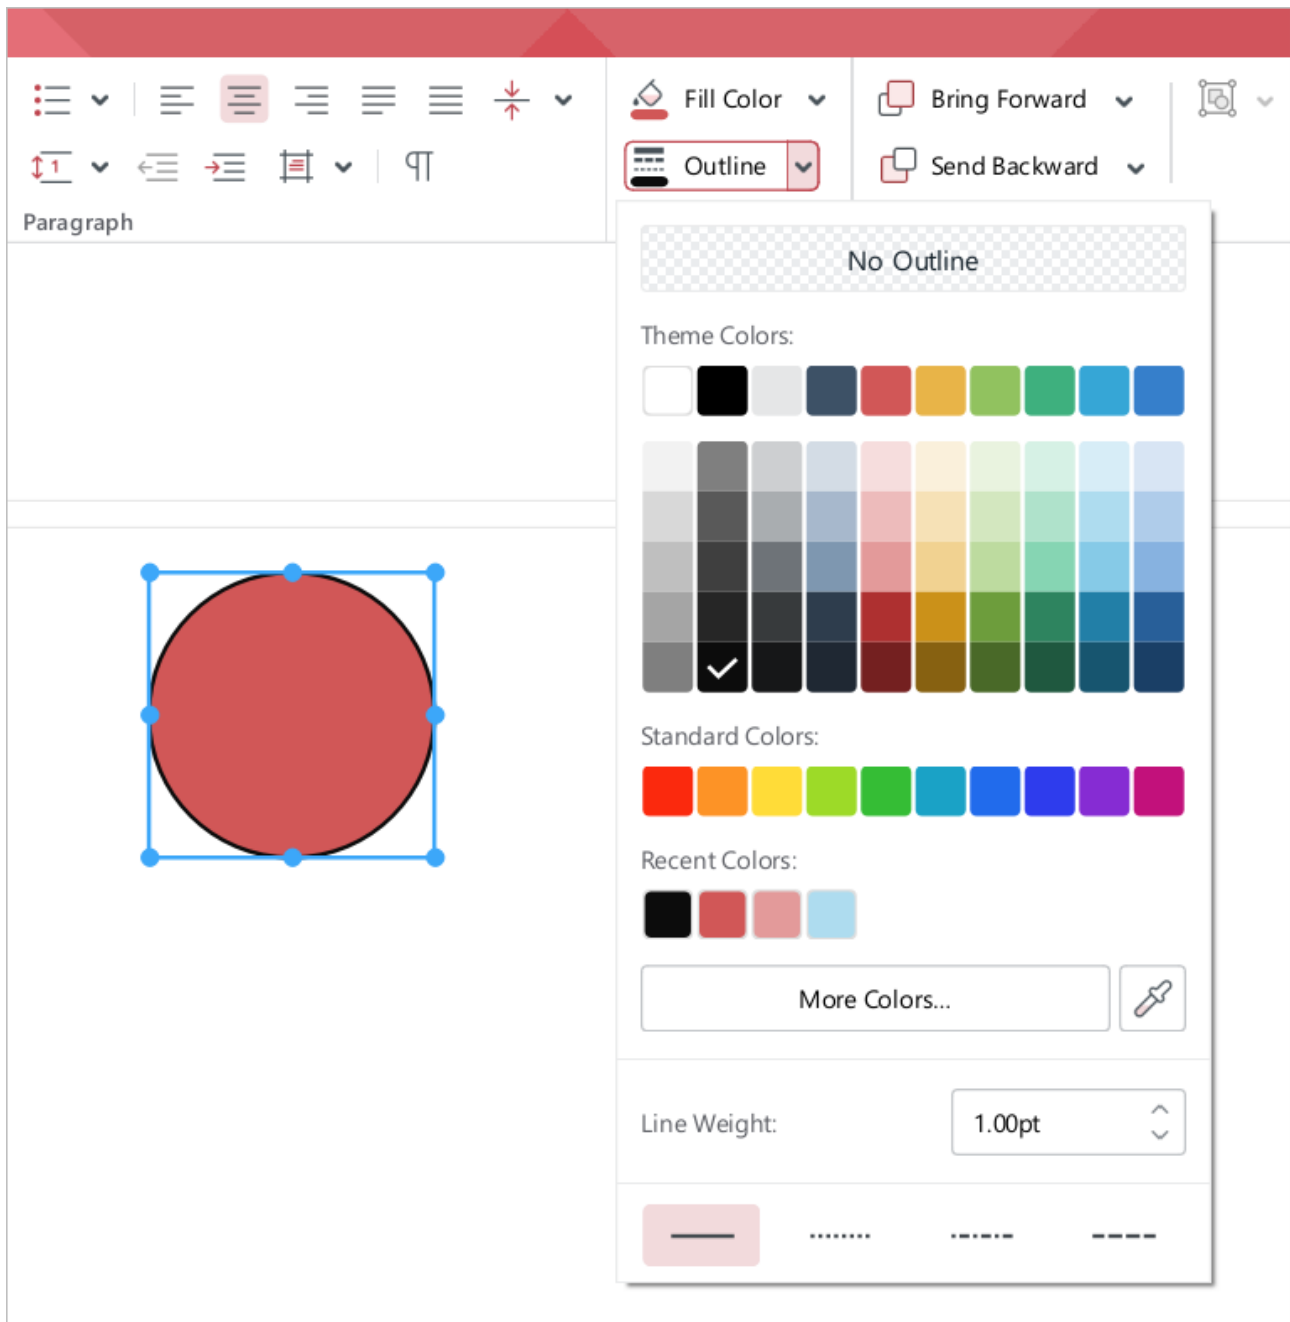 Fill Color
Bring Forward
1
Outline
Send Backward
Paragraph
No Outline
Theme Colors:
Standard Colors:
Recent Colors:
More Colors...
Line Weight:
1.00pt